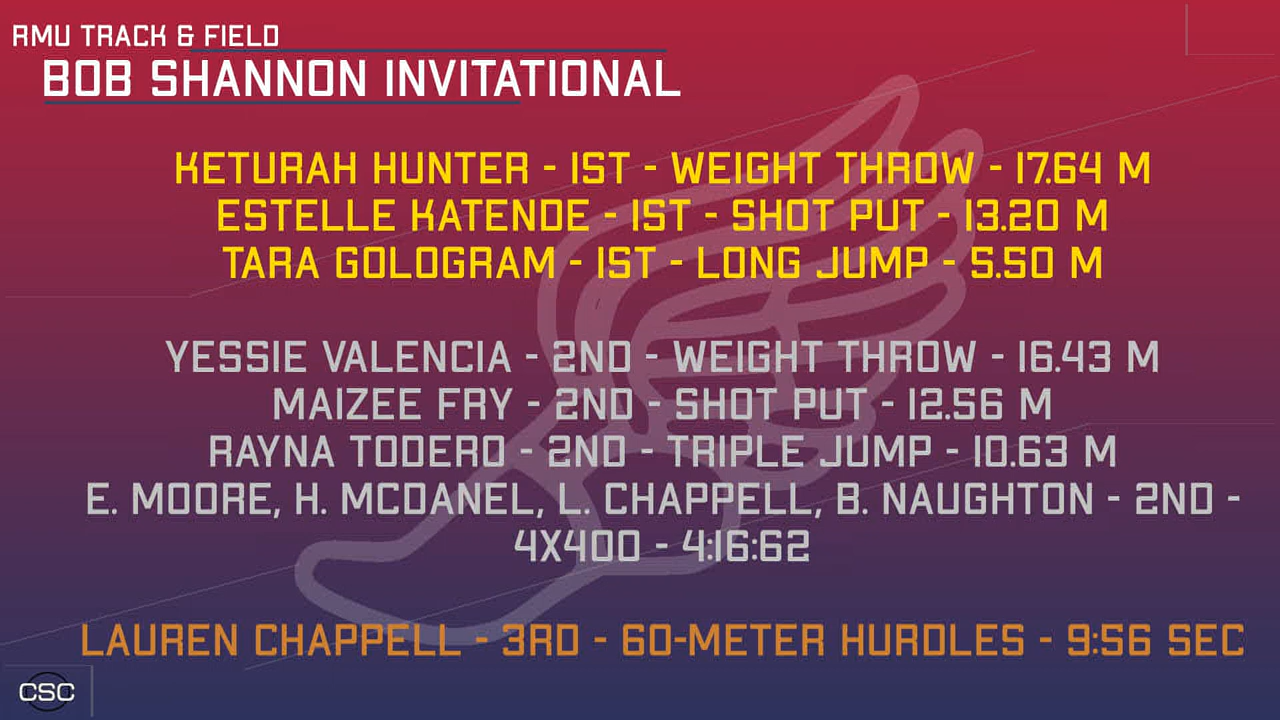 RMU TRACK & FIELD
BOB SHANNON INVITATIONAL
KETURAH HUNTER - 1ST - WEIGHT THROW - 17.64 M
ESTELLE KATENDE - 1ST - SHOT PUT - 13.20 M
TARA GOLOGRAM - 1ST - LONG JUMP - 5.50 M
YESSIE VALENCIA - 2ND - WEIGHT THROW - 16.43 M
MAIZEE FRY - 2ND - SHOT PUT - 12.56 M
RAYNA TODERO - 2ND - TRIPLE JUMP - 10.63 M
E. MOORE, H. MCDANEL, L. CHAPPELL, B. NAUGHTON - 2ND -
4X400 - 4:16:62
LAUREN CHAPPELL - 3RD - 60-METER HURDLES - 9:56 SEC
CSC